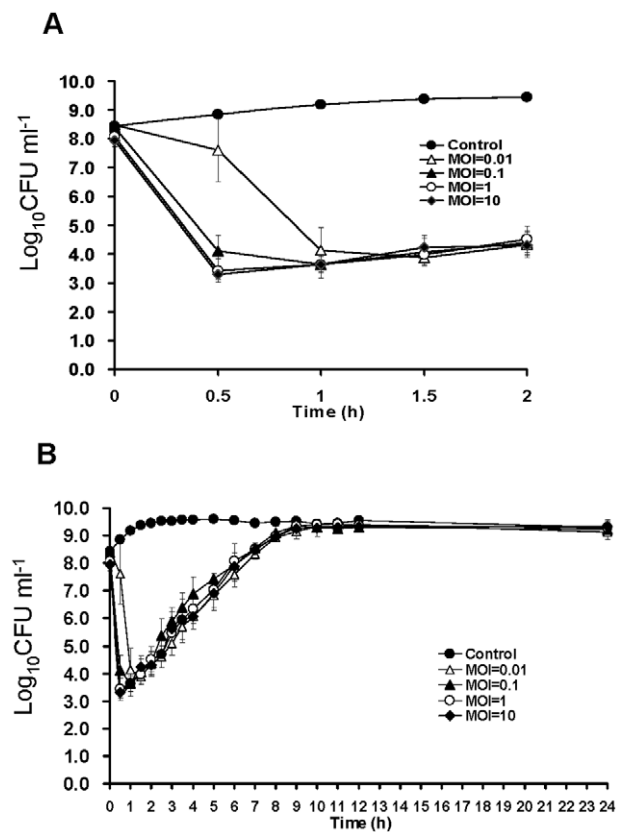 A
Log10CFU ml-1
10.0
9.0
8.0
7.0
6.0
5.0
4.0
3.0
2.0
1.0
0.0
Control
MOI=0.01
MOI=0.1
MOI=1
MOI=10
0 0.5 1 1.5 2
Time (h)
B
Log10CFU ml-1
10.0
9.0
8.0
7.0
6.0
5.0
4.0
3.0
2.0
1.0
0.0
Control
MOI=0.01
MOI=0.1
MOI=1
MOI=10
0 1 2 3 4 5 6 7 8 9 10 11 12 13 14 15 16 17 18 19 20 21 22 23 24
Time (h)